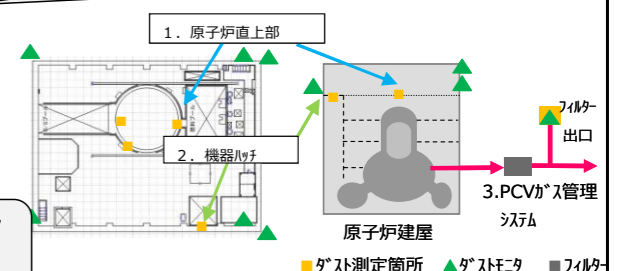 1．原子炉直上部
2．機器ﾊｯﾁ
原子炉建屋
ﾌｨﾙﾀｰ
出口
3.PCVｶﾞｽ管理
ｼｽﾃﾑ
■ﾀﾞｽﾄ測定箇所 ▲ﾀﾞｽﾄﾓﾆﾀ ■ﾌｨﾙﾀｰ